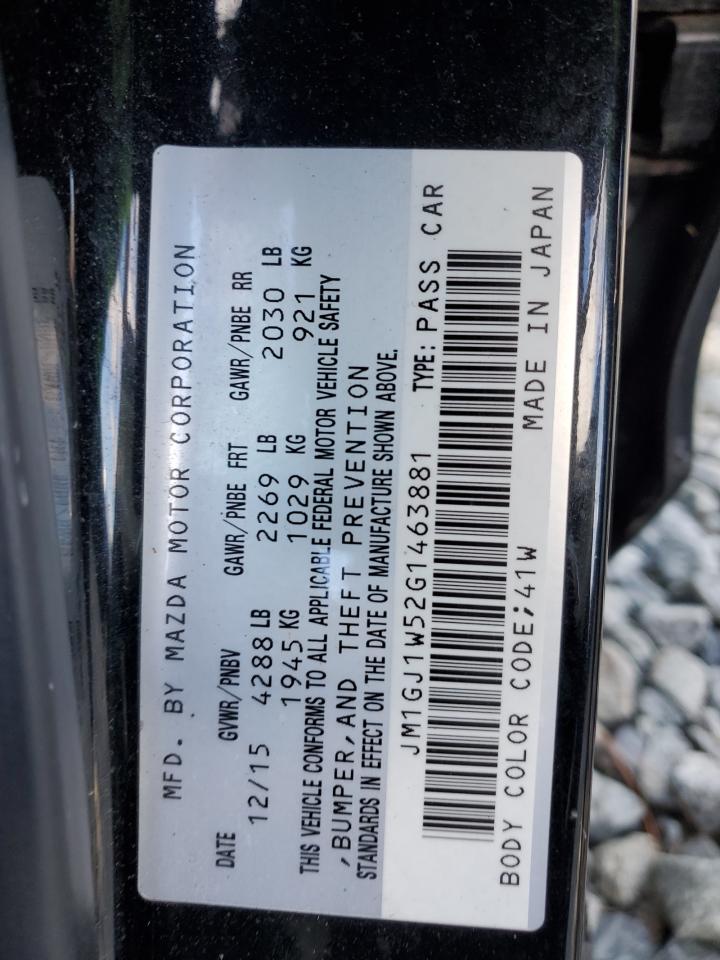 MFD. BY MAZDA MOTOR CORPORATION
DATE GVWR/PNBV GAWR/PNBE FRT GAWR/PNBE RR
12/15 4288 LB 2269 LB 2030 LB
1945 KG 1029 KG 921 KG
THIS VEHICLE CONFORMS TO ALL APPLICABLE FEDERAL MOTOR VEHICLE SAFETY
,BUMPER,AND THEFT PREVENTION
STANDARDS IN EFFECT ON THE DATE OF MANUFACTURE SHOWN ABOVE.
JM1GJ1W52G1463881 TYPE: PASS CAR
BODY COLOR CODE;41W MADE IN JAPAN